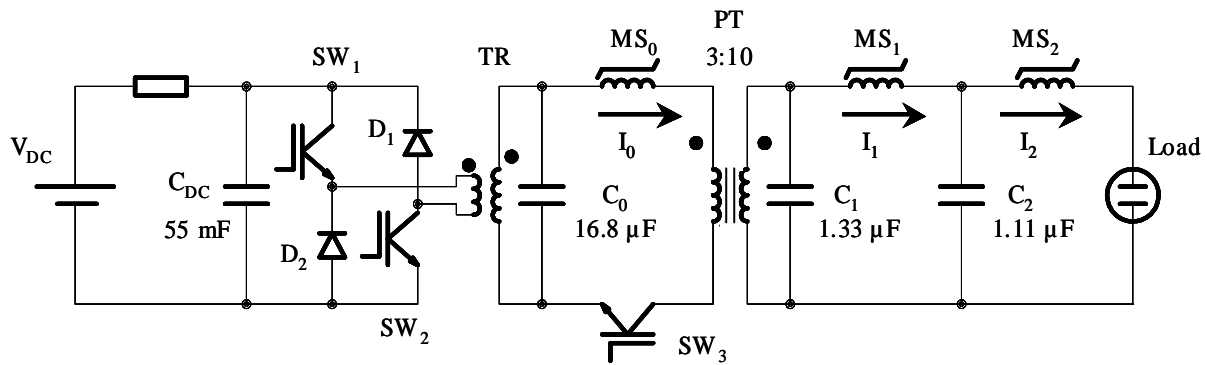 PT
MS₀
MS₁
MS₂
SW₁
TR
3:10
D₁
V_DC
I₀
I₁
I₂
Load
C_DC
C₀
C₁
C₂
55 mF
16.8 µF
1.33 µF
1.11 µF
D₂
SW₂
SW₃